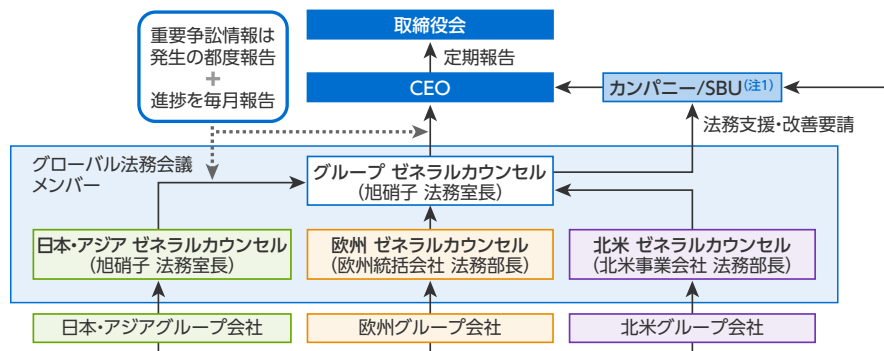 重要争訟情報は
発生の都度報告
+
進捗を毎月報告
取締役会
定期報告
CEO
カンパニー/SBU(注1)
法務支援・改善要請
グローバル法務会議
メンバー
グループ ゼネラルカウンセル
(旭硝子 法務室長)
日本・アジア ゼネラルカウンセル
(旭硝子 法務室長)
欧州 ゼネラルカウンセル
(欧州統括会社 法務部長)
北米 ゼネラルカウンセル
(北米事業会社 法務部長)
日本・アジアグループ会社
欧州グループ会社
北米グループ会社